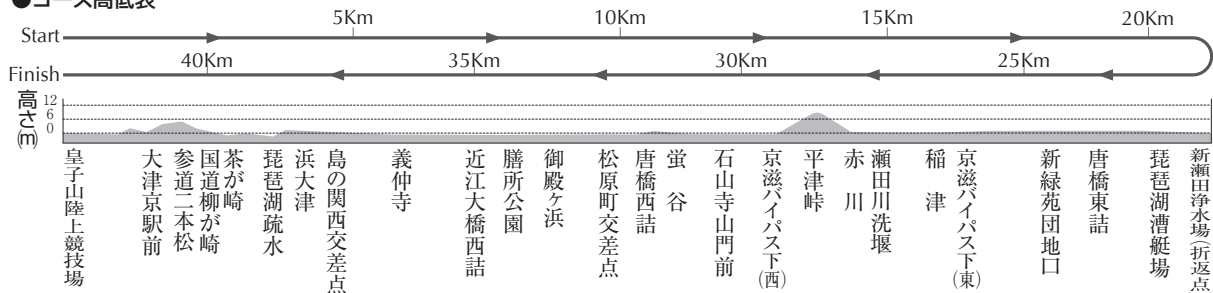 ●コース高低表
5Km 10Km 15Km 20Km
Start
40Km 35Km 30Km 25Km
Finish
高さ(m)
12
6
0
皇子山陸上競技場
大津京駅前
参道二本松
国道柳が崎
茶が崎
琵琶湖疏水
浜大津
島の関西交差点
義仲寺
近江大橋西詰
膳所公園
御殿ヶ浜
松原町交差点
唐橋西詰
蛍谷
石山寺山門前
京滋バイパス下(西)
平津峠
赤川
瀬田川洗堰
稲津
京滋バイパス下(東)
新緑苑団地口
唐橋東詰
琵琶湖漕艇場
新瀬田浄水場(折返点)